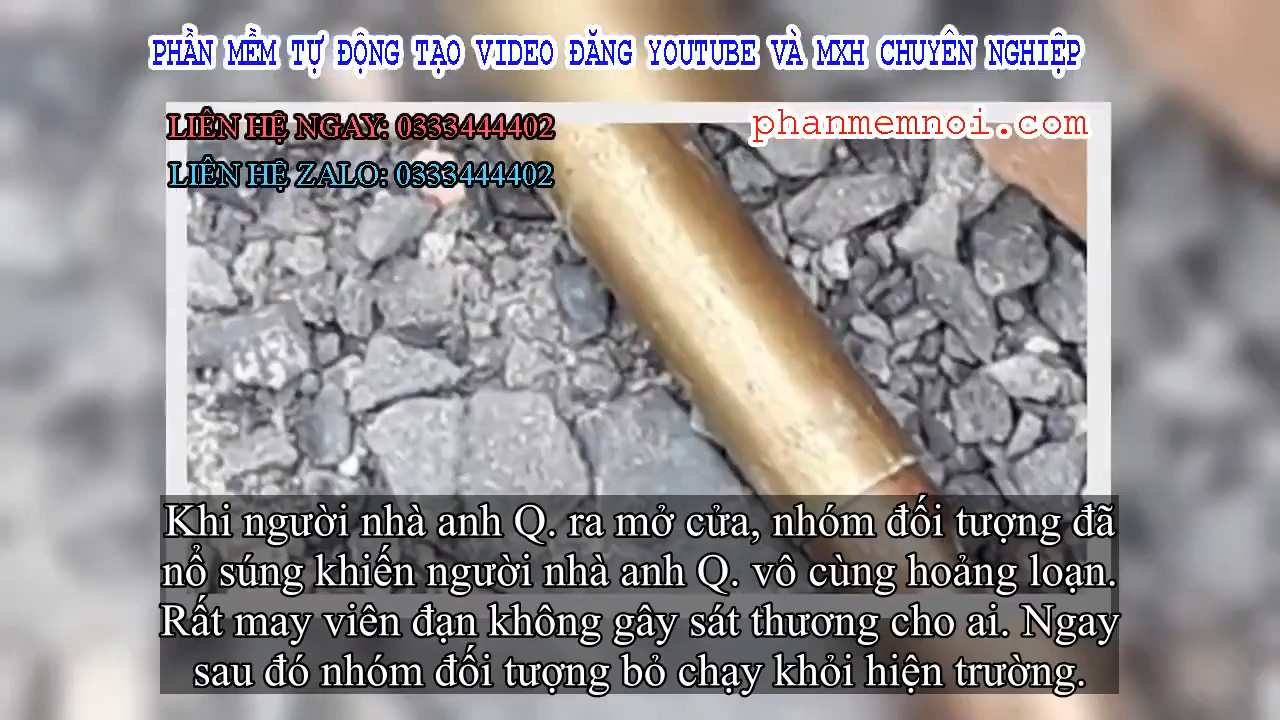 PHẦN MỀM TỰ ĐỘNG TẠO VIDEO ĐĂNG YOUTUBE VÀ MXH CHUYÊN NGHIỆP
LIÊN HỆ NGAY: 0333444402
phanmemnoi.com
LIÊN HỆ ZALO: 0333444402
Khi người nhà anh Q. ra mở cửa, nhóm đối tượng đã
nổ súng khiến người nhà anh Q. vô cùng hoảng loạn.
Rất may viên đạn không gây sát thương cho ai. Ngay
sau đó nhóm đối tượng bỏ chạy khỏi hiện trường.